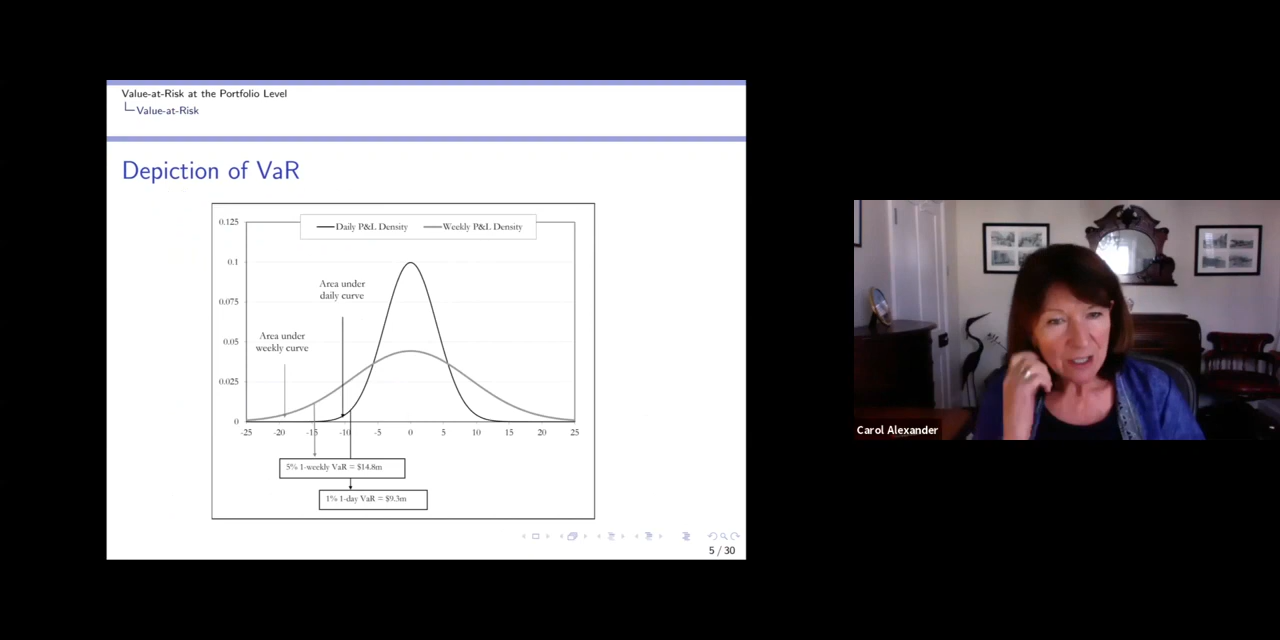 Value-at-Risk at the Portfolio Level
Value-at-Risk
Depiction of VaR
0.125
Daily P&L Density
Weekly P&L Density
0.1
Area under
daily curve
0.075
Area under
weekly curve
0.05
0.025
0
-25 -20 -15 -10 -5 0 5 10 15 20 25
5% 1-weekly VaR = $14.8m
1% 1-day VaR = $9.3m
5 / 30
Carol Alexander